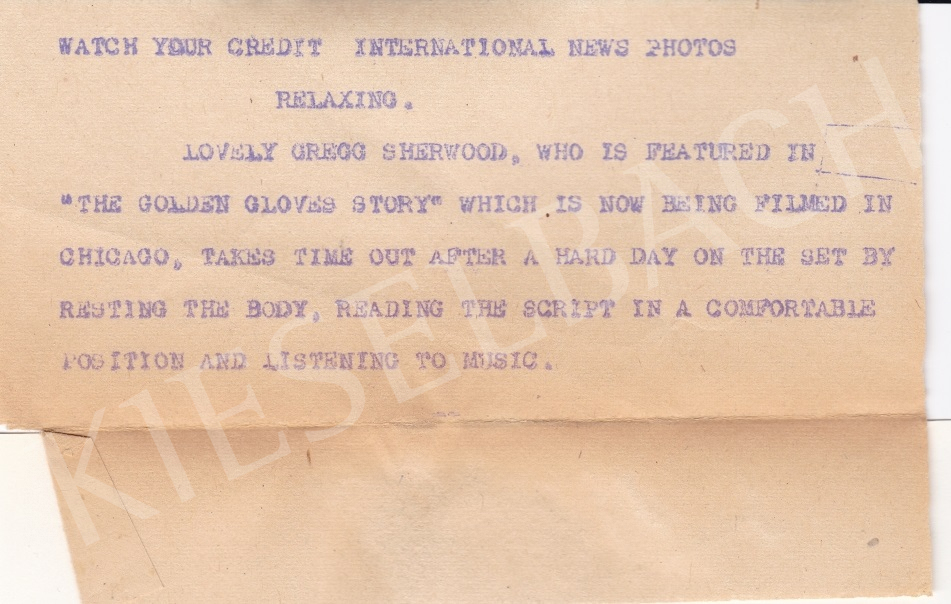 WATCH YOUR CREDIT  INTERNATIONAL NEWS PHOTOS
RELAXING.
LOVELY GREGG SHERWOOD, WHO IS FEATURED IN
"THE GOLDEN GLOVES STORY" WHICH IS NOW BEING FILMED IN
CHICAGO, TAKES TIME OUT AFTER A HARD DAY ON THE SET BY
RESTING THE BODY, READING THE SCRIPT IN A COMFORTABLE
POSITION AND LISTENING TO MUSIC.
KIESELBACH